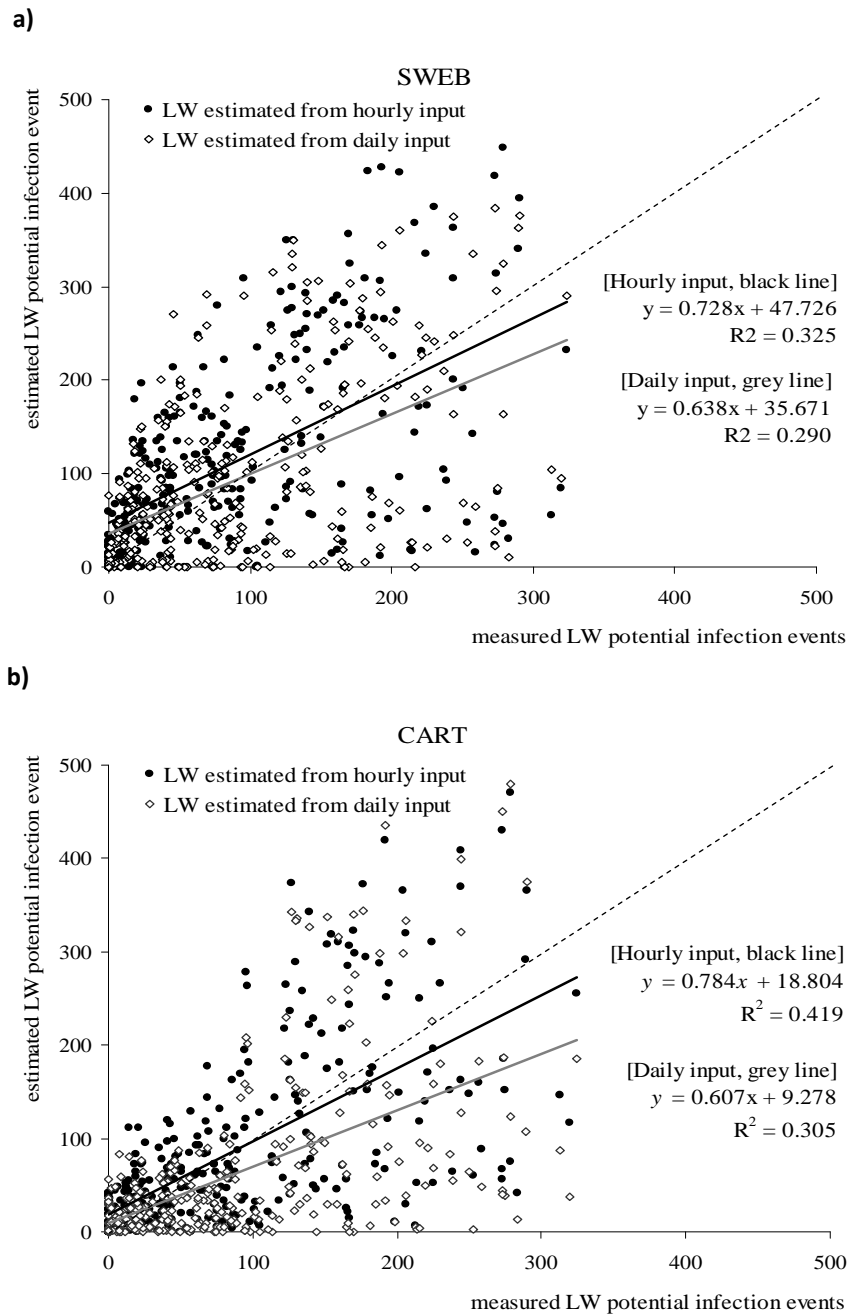 a)
SWEB
500
400
300
200
100
0
estimated LW potential infection event
LW estimated from hourly input
LW estimated from daily input
[Hourly input, black line]
y = 0.728x + 47.726
R2 = 0.325
[Daily input, grey line]
y = 0.638x + 35.671
R2 = 0.290
0 100 200 300 400 500
measured LW potential infection events
b)
CART
500
400
300
200
100
0
estimated LW potential infection event
LW estimated from hourly input
LW estimated from daily input
[Hourly input, black line]
y = 0.784x + 18.804
R² = 0.419
[Daily input, grey line]
y = 0.607x + 9.278
R² = 0.305
0 100 200 300 400 500
measured LW potential infection events